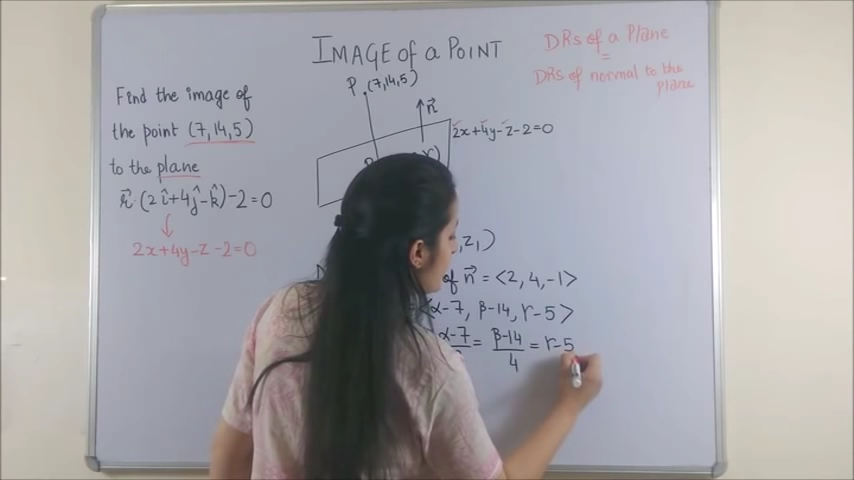 IMAGE of a POINT
DRs of a Plane
=
DRs of normal to the
plane
Find the image of
the point (7,14,5)
to the plane
r⃗·(2î+4ĵ-k̂)-2=0
2x+4y-z-2=0
P (7,14,5)
n⃗
2x+4y-z-2=0
γ)
, z₁)
of n⃗ = <2, 4, -1>
= <α-7, β-14, γ-5>
α-7 = β-14 = γ-5
4